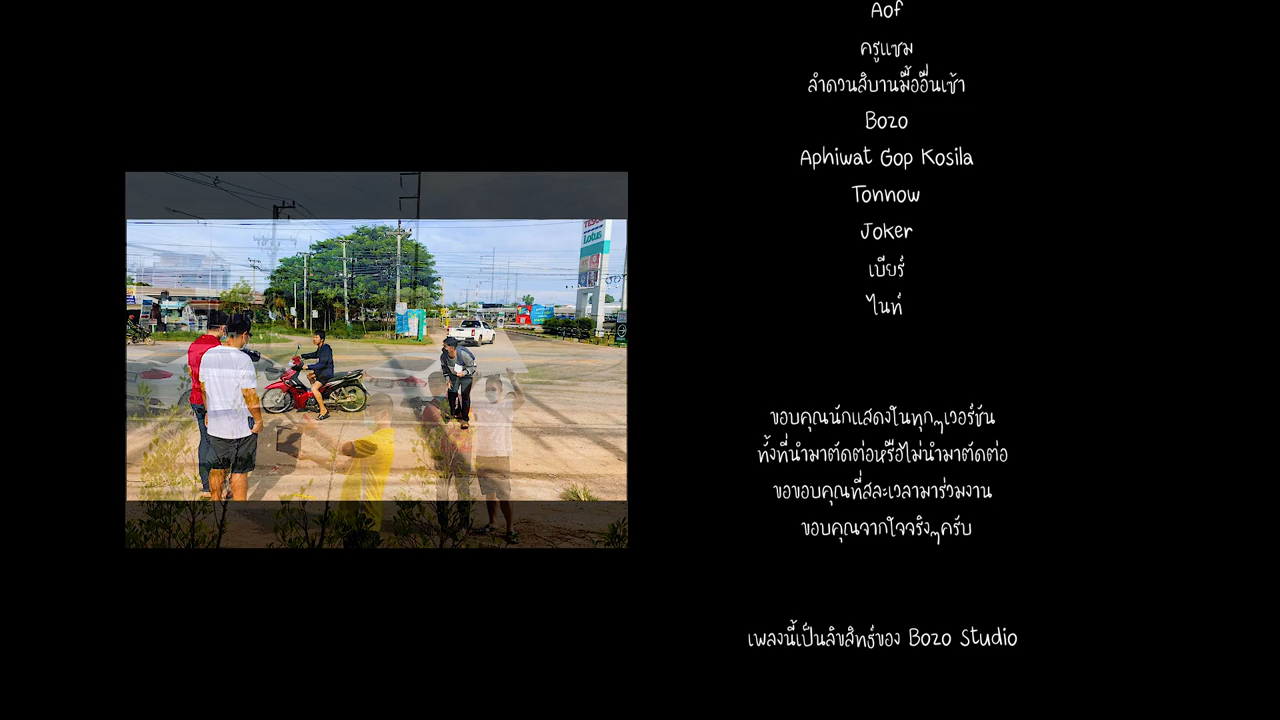 Aof
ครูแชม
ลำดวนสิบานมื้ออื่นเช้า
Bozo
Aphiwat Gop Kosila
Tonnow
Joker
เบียร์
ไนท์
ขอบคุณนักแสดงในทุกๆเวอร์ชัน
ทั้งที่นำมาตัดต่อหรือไม่นำมาตัดต่อ
ขอขอบคุณที่สละเวลามาร่วมงาน
ขอบคุณจากใจจริงๆครับ
เพลงนี้เป็นลิขสิทธ์ของ Bozo Studio
Lotus